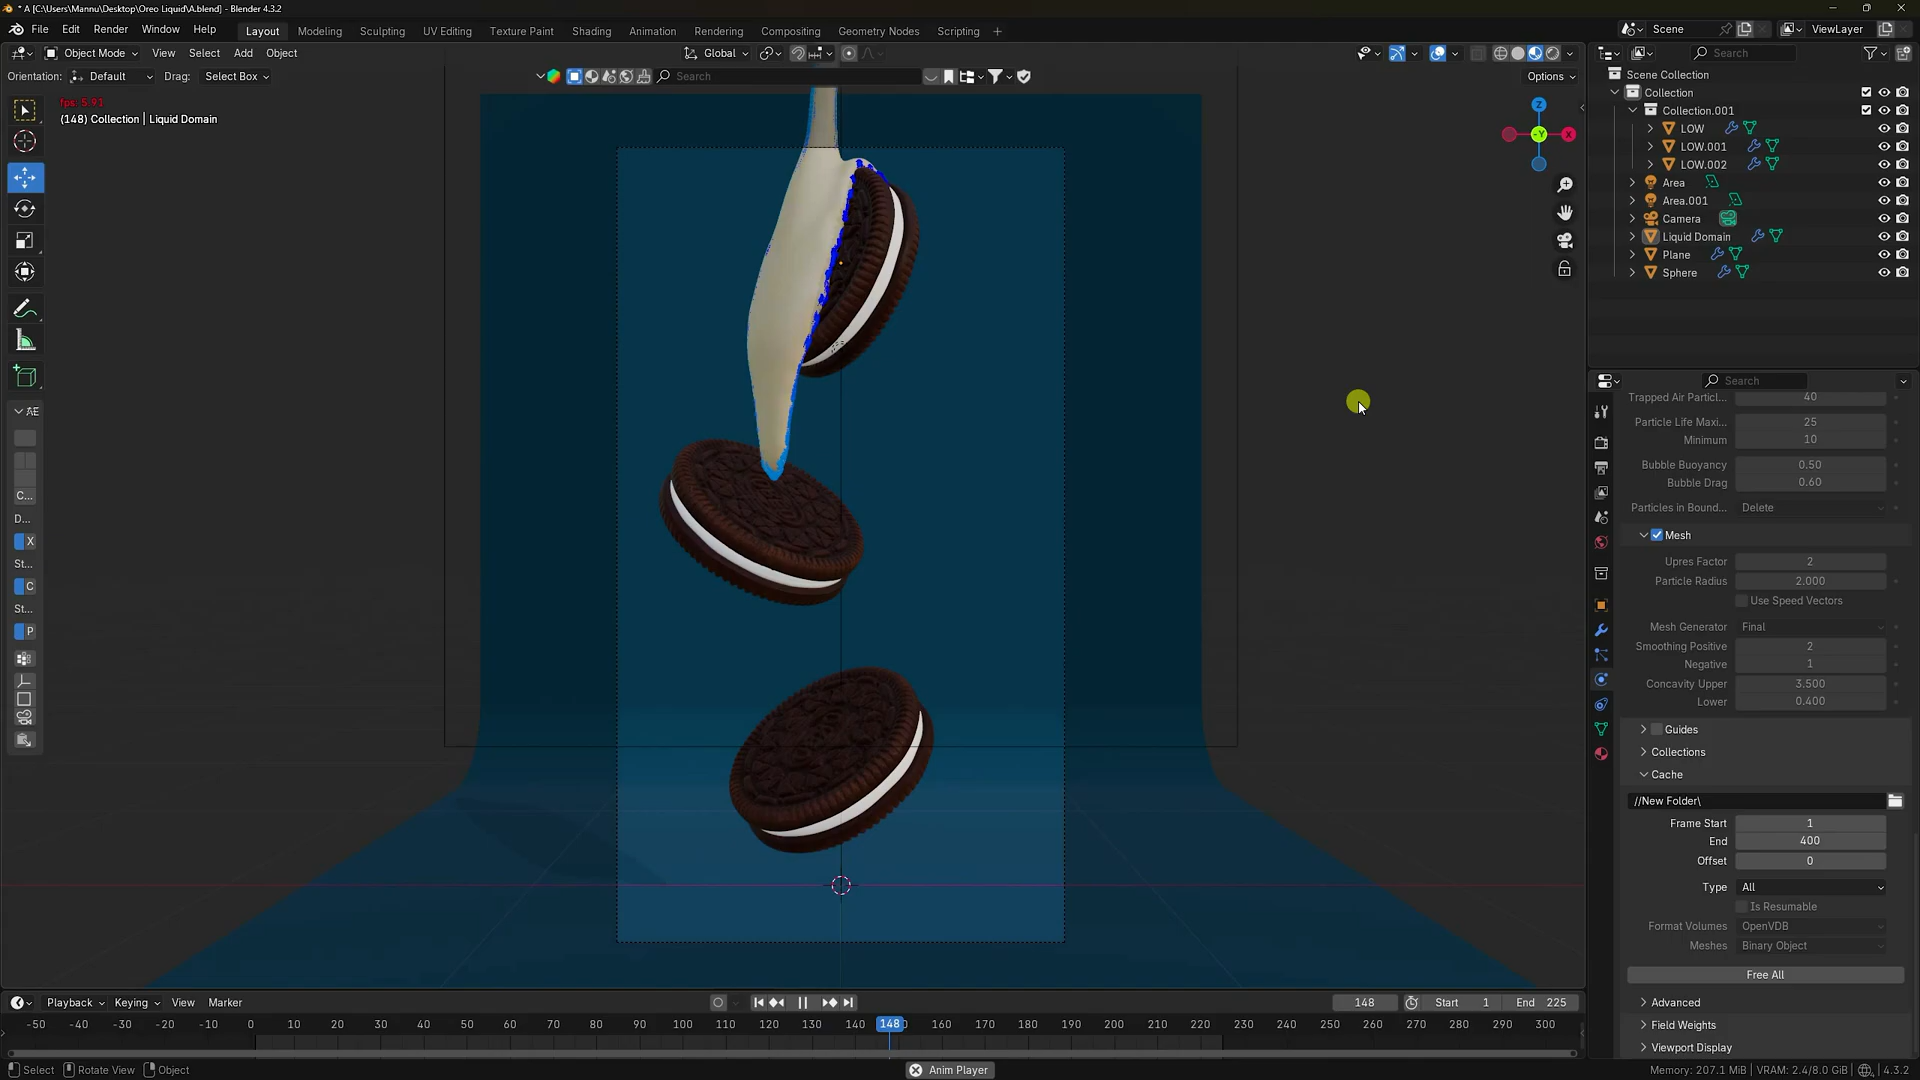 * A [C:\Users\Mannu\Desktop\Oreo Liquid\A.blend] - Blender 4.3.2
File Edit Render Window Help Layout Modeling Sculpting UV Editing Texture Paint Shading Animation Rendering Compositing Geometry Nodes Scripting + Scene ViewLayer
Object Mode View Select Add Object Global Search
Orientation: Default Drag: Select Box Search Options
fps: 5.91
(148) Collection | Liquid Domain
Scene Collection
Collection
Collection.001
LOW
LOW.001
LOW.002
Area
Area.001
Camera
Liquid Domain
Plane
Sphere
Z
-Y
X
AE
C...
D...
X
St...
C
St...
P
Search
Trapped Air Particl... 40
Particle Life Maxi... 25
Minimum 10
Bubble Buoyancy 0.50
Bubble Drag 0.60
Particles in Bound... Delete
Mesh
Upres Factor 2
Particle Radius 2.000
Use Speed Vectors
Mesh Generator Final
Smoothing Positive 2
Negative 1
Concavity Upper 3.500
Lower 0.400
Guides
Collections
Cache
//New Folder\
Frame Start 1
End 400
Offset 0
Type All
Is Resumable
Format Volumes OpenVDB
Meshes Binary Object
Free All
Advanced
Field Weights
Viewport Display
Playback Keying View Marker 148 Start 1 End 225
-50 -40 -30 -20 -10 0 10 20 30 40 50 60 70 80 90 100 110 120 130 140 148 160 170 180 190 200 210 220 230 240 250 260 270 280 290 300
Select Rotate View Object Anim Player Memory: 207.1 MiB | VRAM: 2.4/8.0 GiB | 4.3.2